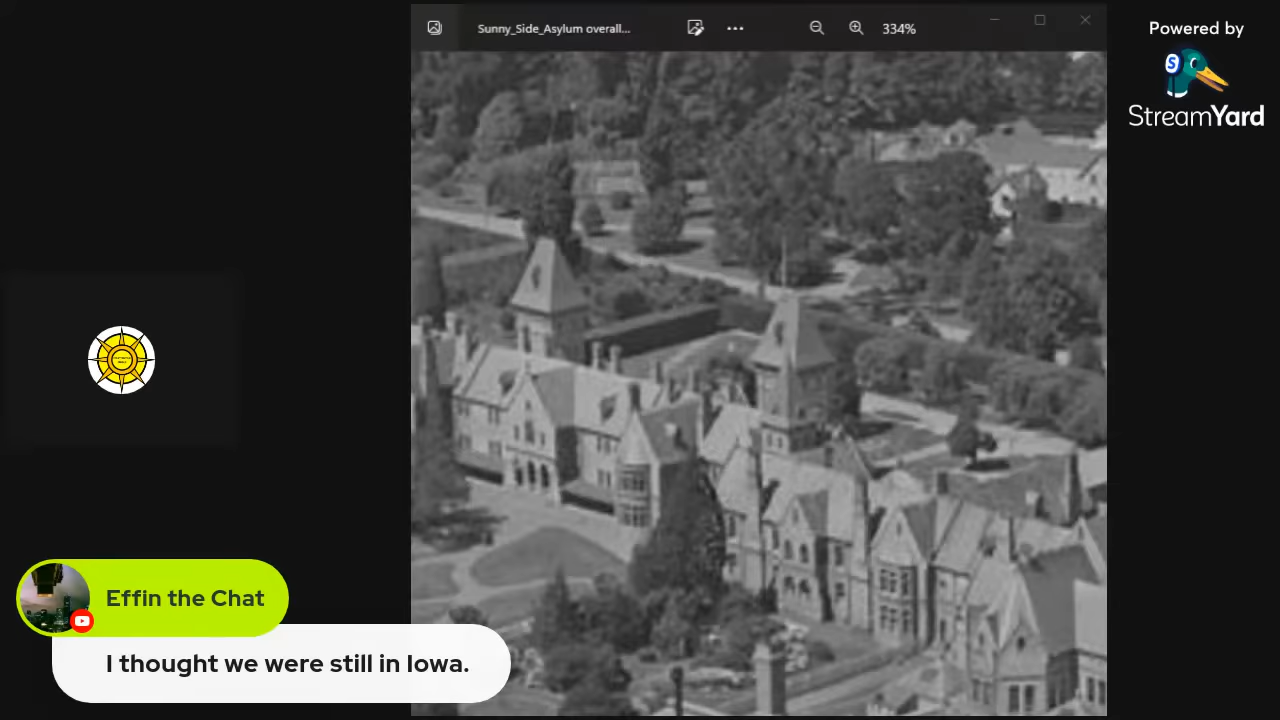 Sunny_Side_Asylum overall...
334%
Powered by
S
StreamYard
Effin the Chat
I thought we were still in Iowa.